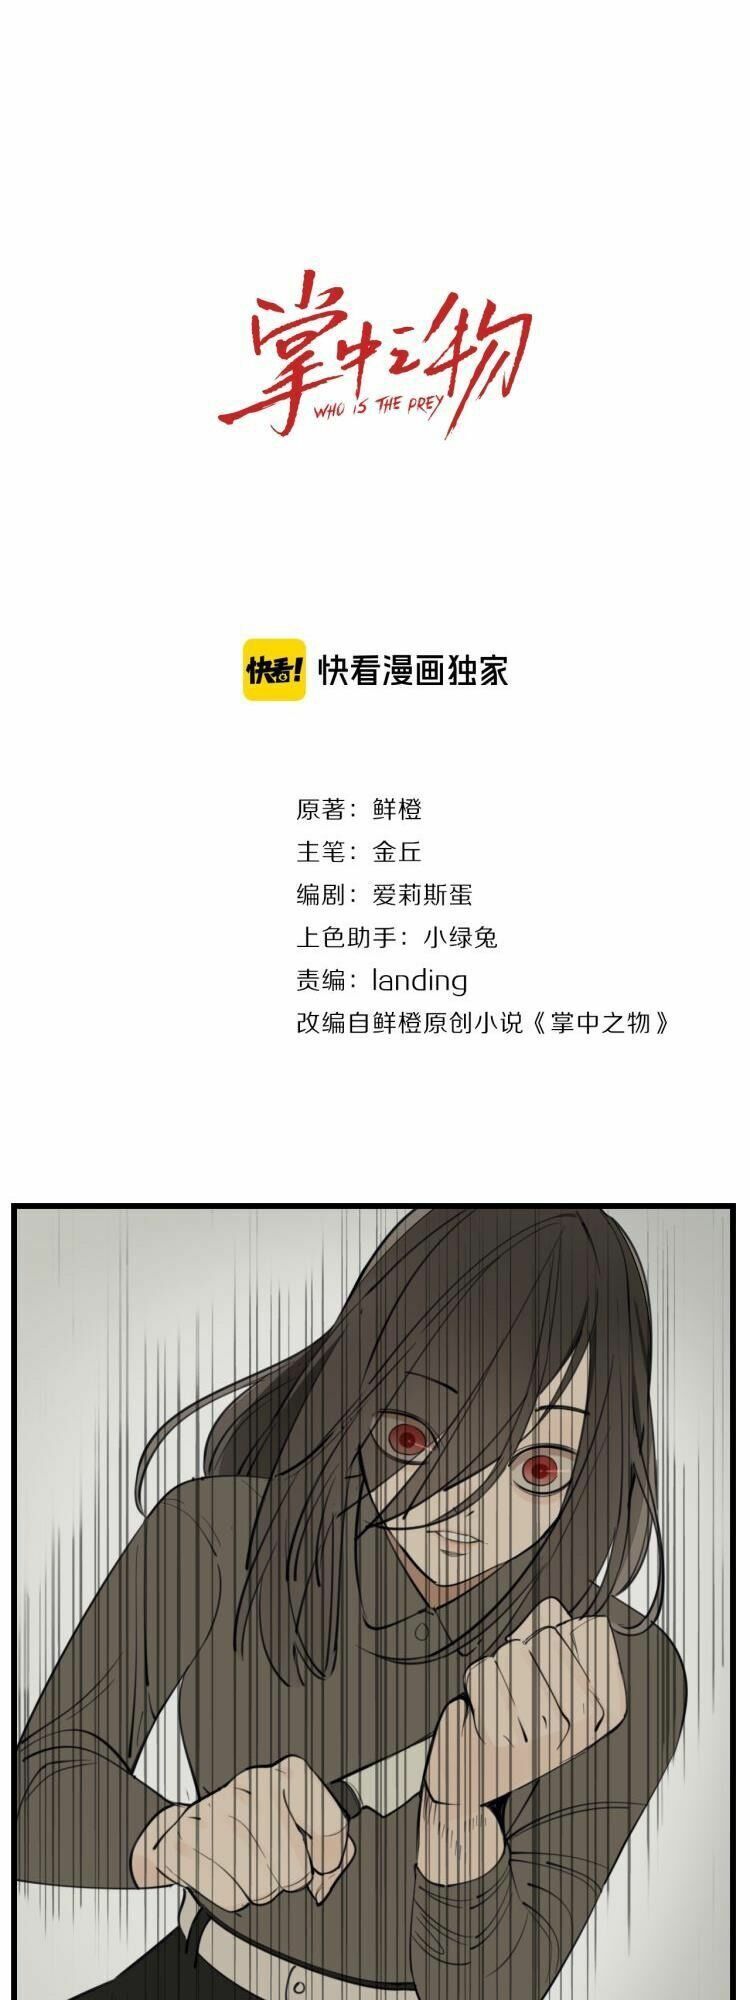 掌中之物
WHO IS THE PREY
快看! 快看漫画独家
原著：鲜橙
主笔：金丘
编剧：爱莉斯蛋
上色助手：小绿兔
责编：landing
改编自鲜橙原创小说《掌中之物》